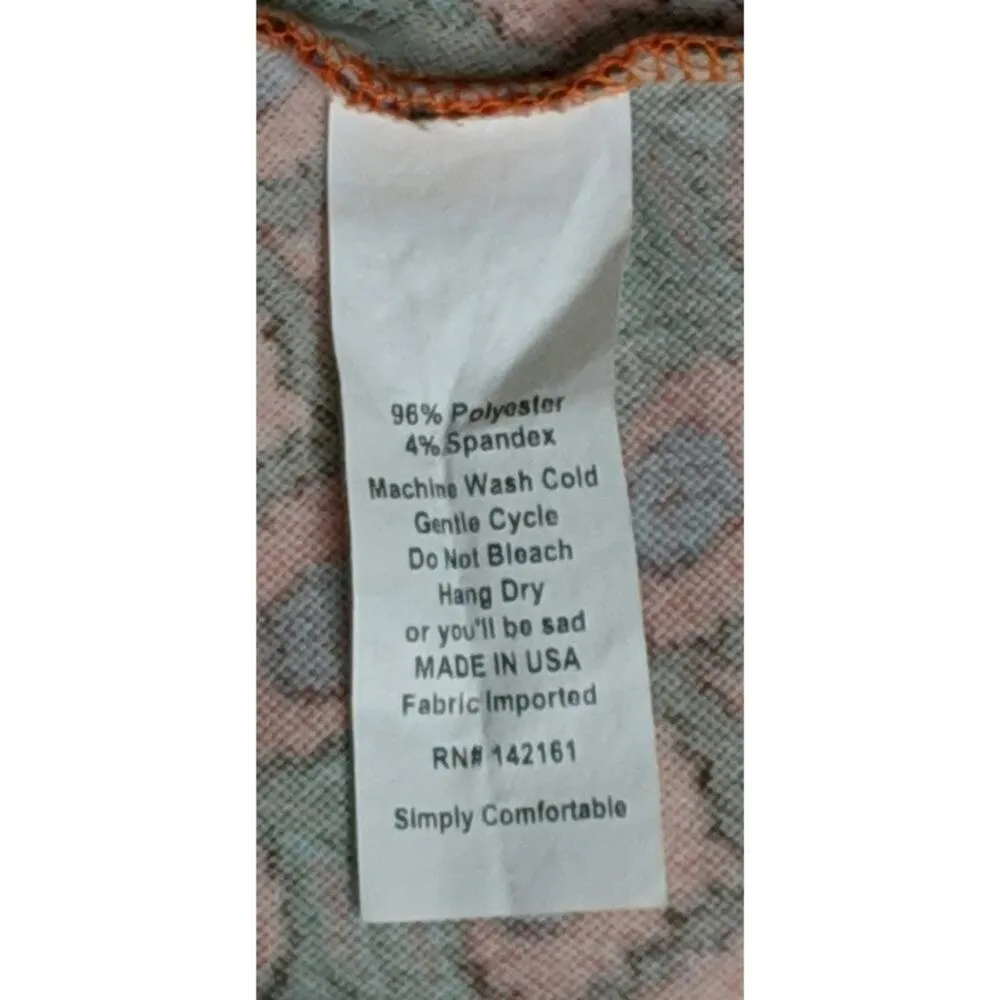 96% Polyester
4% Spandex
Machine Wash Cold
Gentle Cycle
Do Not Bleach
Hang Dry
or you'll be sad
MADE IN USA
Fabric Imported
RN# 142161
Simply Comfortable